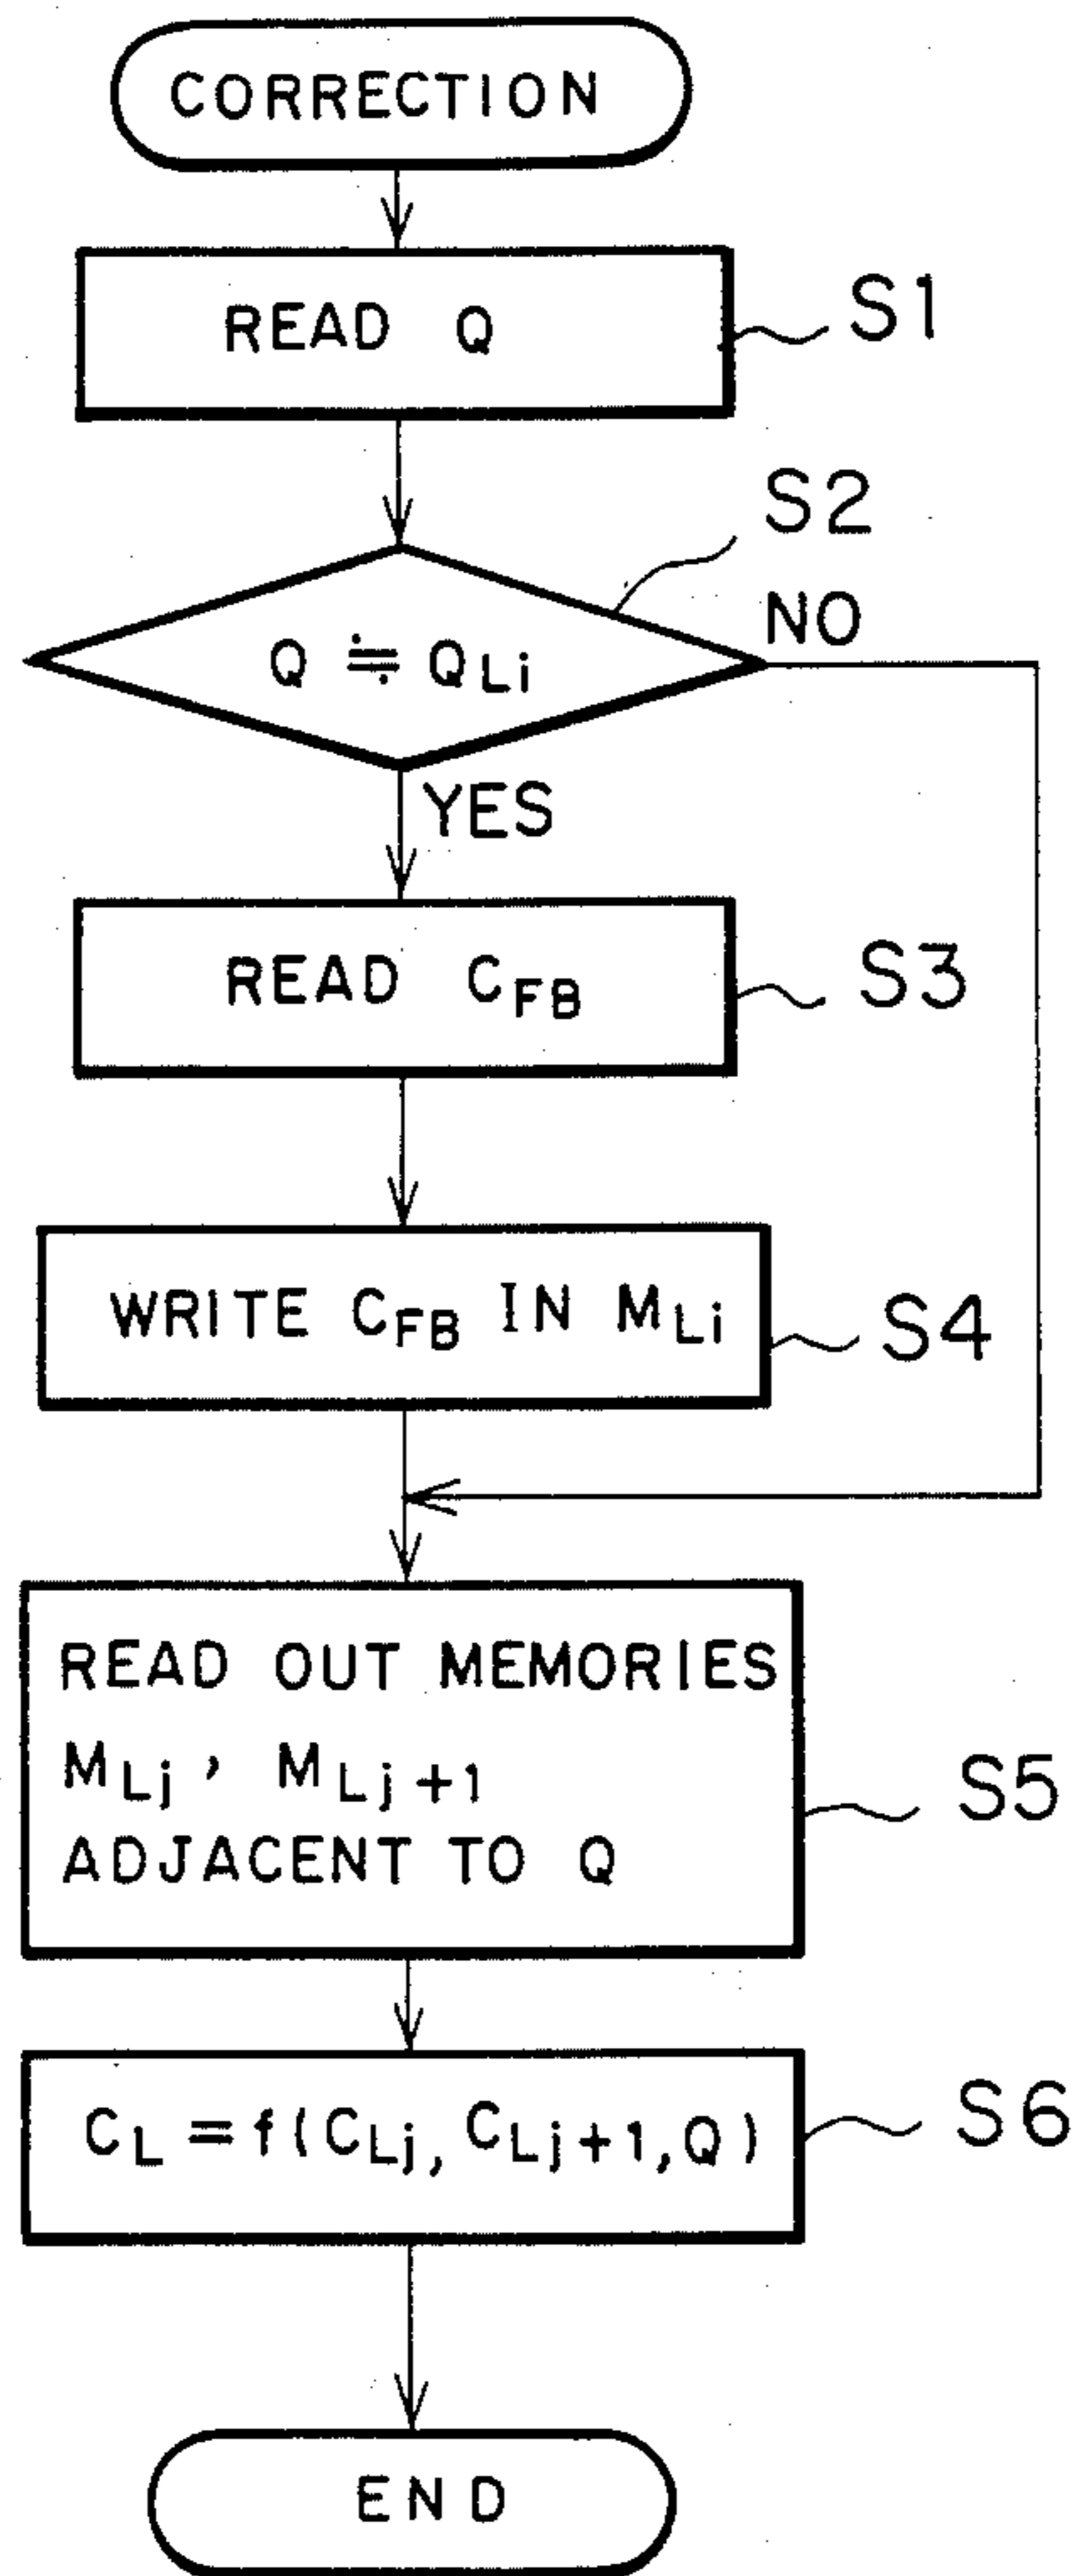 CORRECTION
READ Q
S1
S2
Q ≒ QLi
NO
YES
READ CFB
S3
WRITE CFB IN MLi
S4
READ OUT MEMORIES
MLj, MLj+1
ADJACENT TO Q
S5
CL = f(CLj, CLj+1, Q)
S6
END